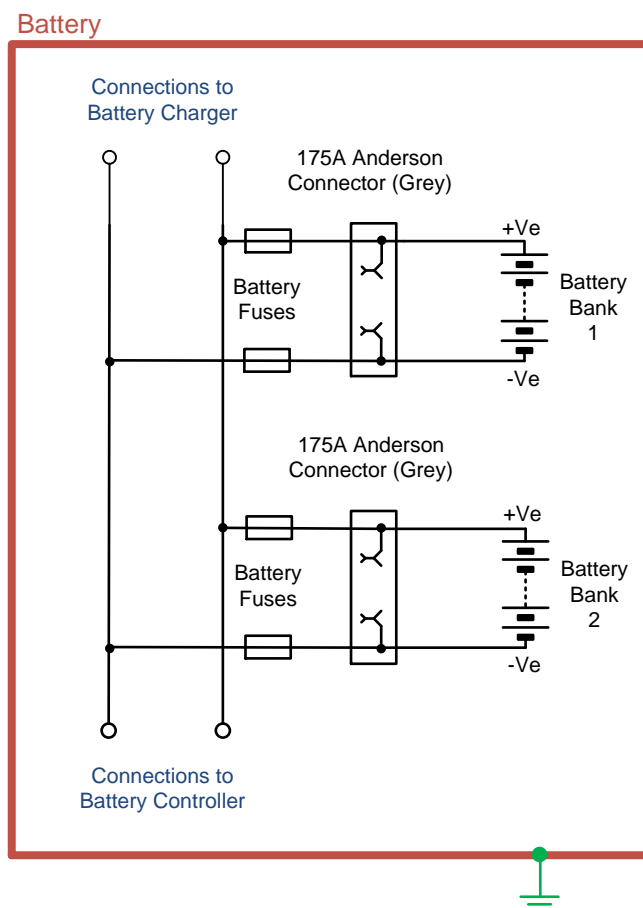 Battery
Connections to
Battery Charger
175A Anderson
Connector (Grey)
+Ve
Battery
Fuses
Battery
Bank
1
-Ve
175A Anderson
Connector (Grey)
+Ve
Battery
Fuses
Battery
Bank
2
-Ve
Connections to
Battery Controller